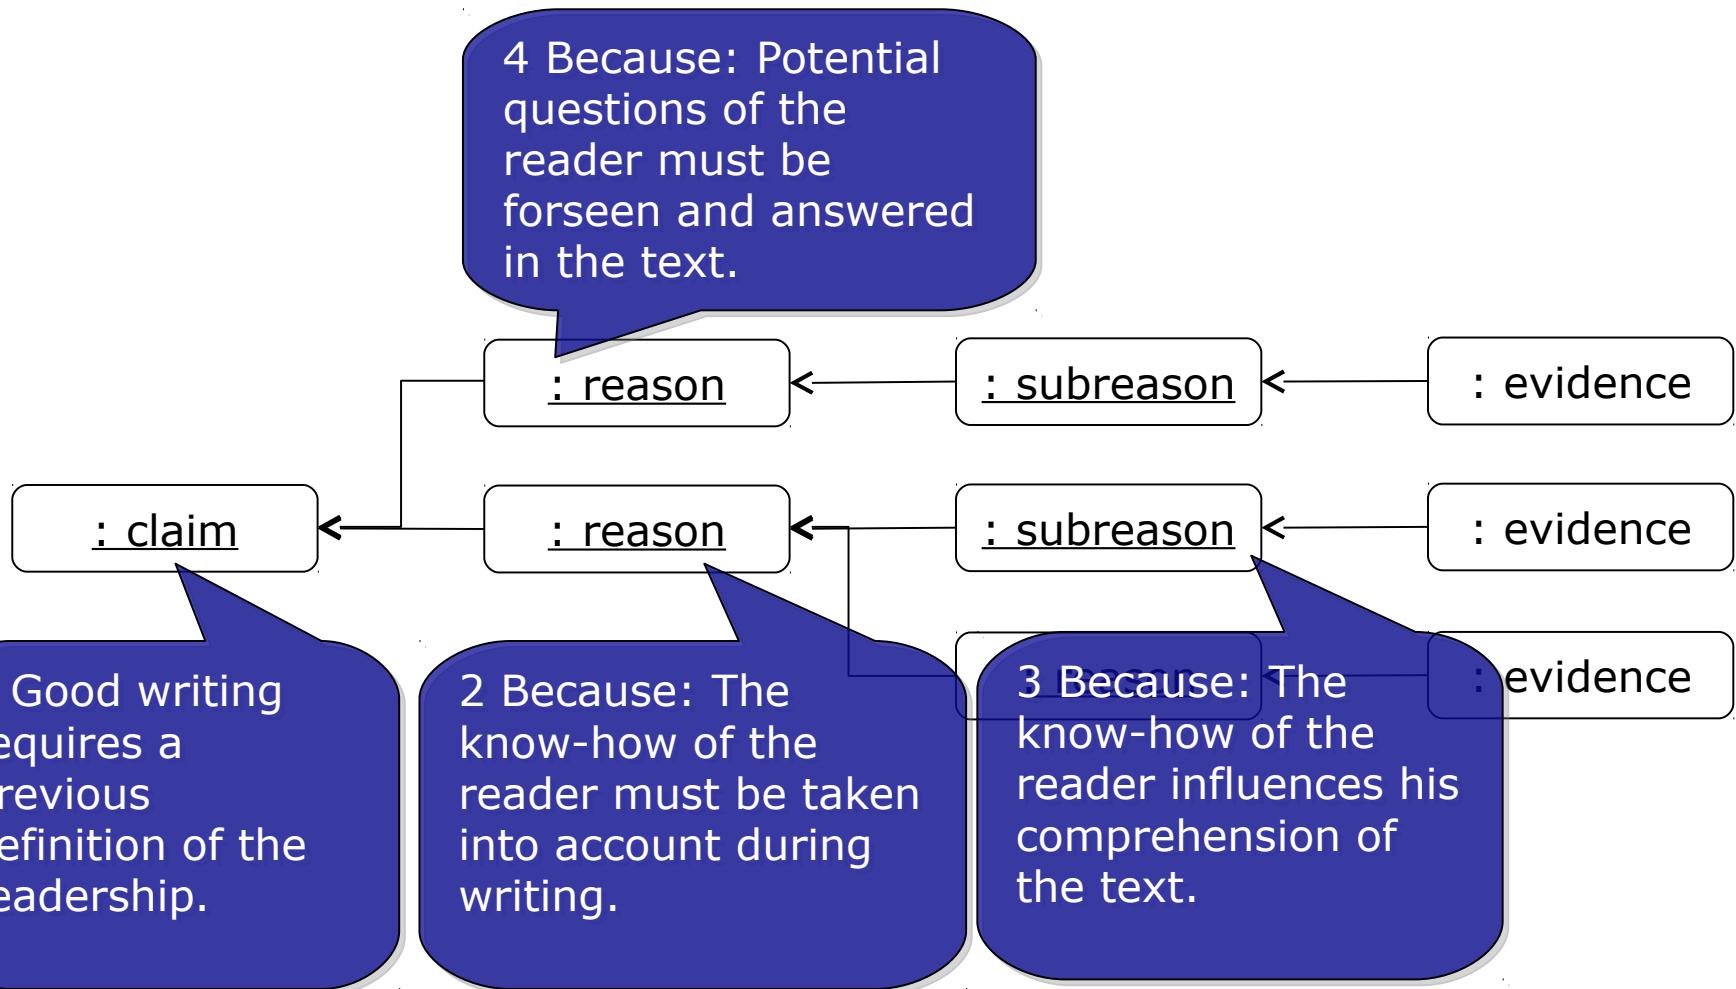 4 Because: Potential
questions of the
reader must be
forseen and answered
in the text.
: reason
: subreason
: evidence
: claim
: reason
: subreason
: evidence
Good writing
equires a
revious
efinition of the
eadership.
2 Because: The
know-how of the
reader must be taken
into account during
writing.
: reason
3 Because: The
know-how of the
reader influences his
comprehension of
the text.
: evidence